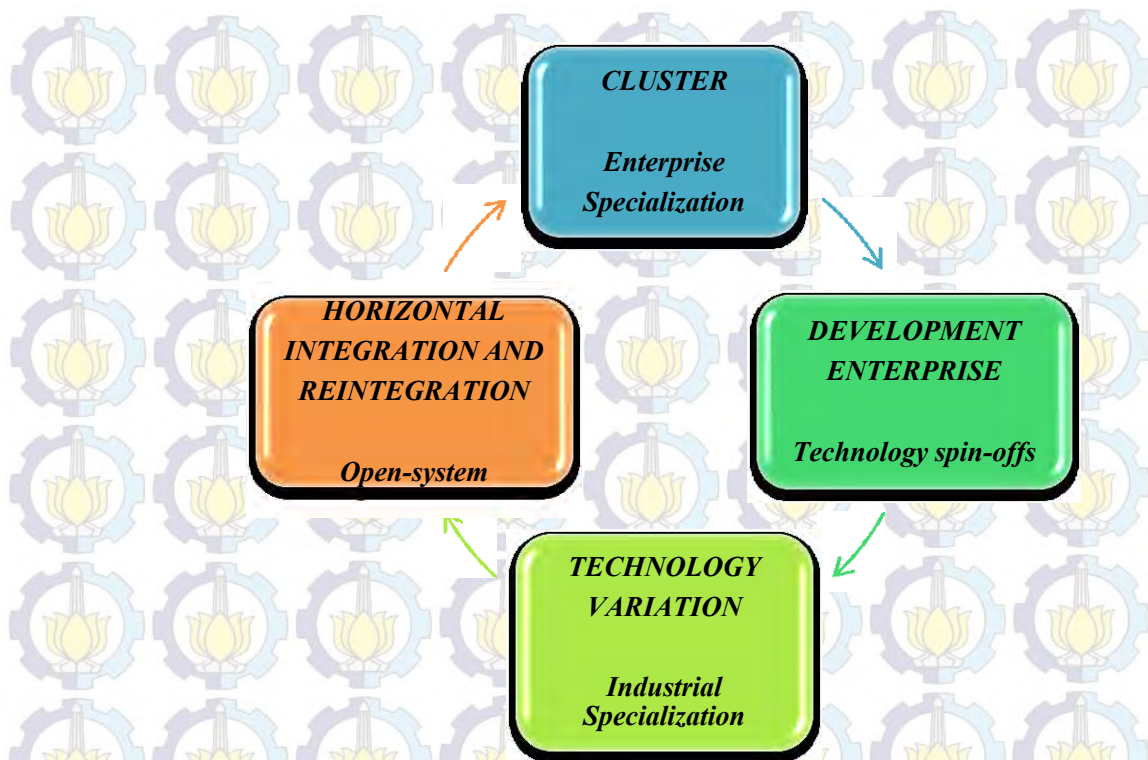 CLUSTER
Enterprise
Specialization
HORIZONTAL
INTEGRATION AND
REINTEGRATION
Open-system
DEVELOPMENT
ENTERPRISE
Technology spin-offs
TECHNOLOGY
VARIATION
Industrial
Specialization